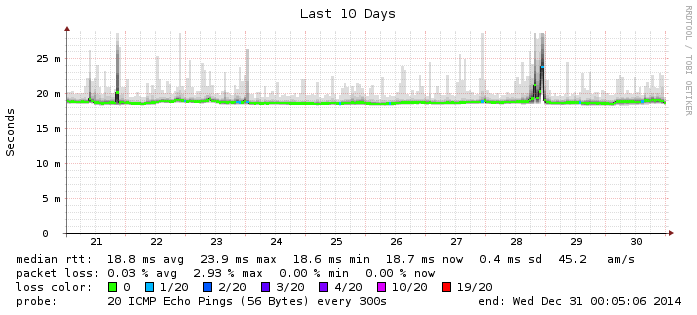 Last 10 Days
RRDTOOL / TOBI OETIKER
Seconds
25 m
20 m
15 m
10 m
5 m
0
21 22 23 24 25 26 27 28 29 30
median rtt: 18.8 ms avg 23.9 ms max 18.6 ms min 18.7 ms now 0.4 ms sd 45.2 am/s
packet loss: 0.03 % avg 2.93 % max 0.00 % min 0.00 % now
loss color: 0 1/20 2/20 3/20 4/20 10/20 19/20
probe: 20 ICMP Echo Pings (56 Bytes) every 300s end: Wed Dec 31 00:05:06 2014